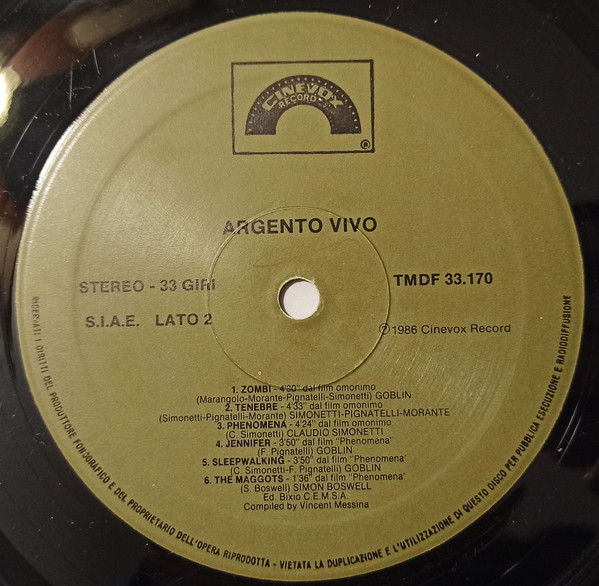 CINEVOX
RECORD
®
ARGENTO VIVO
STEREO - 33 GIRI
TMDF 33.170
S.I.A.E. LATO 2
Ⓟ1986 Cinevox Record
1. ZOMBI - 4'30" dal film omonimo
(Marangolo-Morante-Pignatelli-Simonetti) GOBLIN
2. TENEBRE - 4'33" dal film omonimo
(Simonetti-Pignatelli-Morante) SIMONETTI-PIGNATELLI-MORANTE
3. PHENOMENA - 4'24" dal film omonimo
(C. Simonetti) CLAUDIO SIMONETTI
4. JENNIFER - 3'50" dal film "Phenomena'
(F. Pignatelli) GOBLIN
5. SLEEPWALKING - 3'50" dal film "Phenomena'
(C. Simonetti-F. Pignatelli) GOBLIN
6. THE MAGGOTS - 1'36" dal film "Phenomena'
(S. Boswell) SIMON BOSWELL
Ed. Bixio C.E.M.S.A.
Compiled by Vincent Messina
RISERVATI I DIRITTI DEL PRODUTTORE FONOGRAFICO E DEL PROPRIETARIO DELL'OPERA RIPRODOTTA - VIETATA LA DUPLICAZIONE E L'UTILIZZAZIONE DI QUESTO DISCO PER PUBBLICA ESECUZIONE E RADIODIFFUSIONE